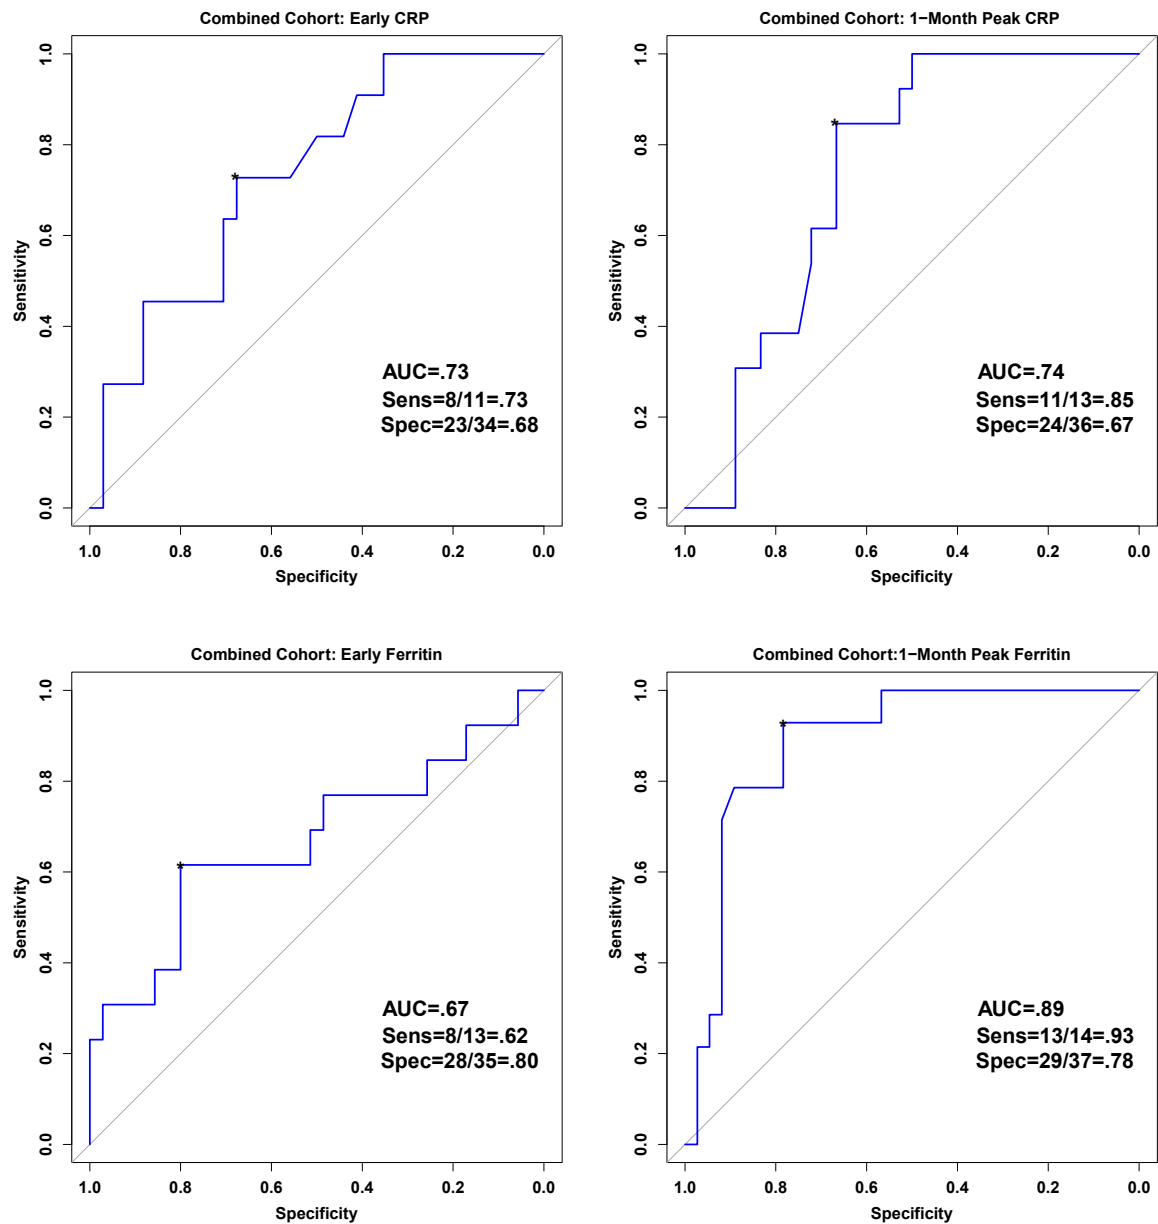 Combined Cohort: Early CRP
1.0
0.8
0.6
0.4
0.2
0.0
Sensitivity
AUC=.73
Sens=8/11=.73
Spec=23/34=.68
1.0 0.8 0.6 0.4 0.2 0.0
Specificity
Combined Cohort: 1−Month Peak CRP
1.0
0.8
0.6
0.4
0.2
0.0
Sensitivity
AUC=.74
Sens=11/13=.85
Spec=24/36=.67
1.0 0.8 0.6 0.4 0.2 0.0
Specificity
Combined Cohort: Early Ferritin
1.0
0.8
0.6
0.4
0.2
0.0
Sensitivity
AUC=.67
Sens=8/13=.62
Spec=28/35=.80
1.0 0.8 0.6 0.4 0.2 0.0
Specificity
Combined Cohort:1−Month Peak Ferritin
1.0
0.8
0.6
0.4
0.2
0.0
Sensitivity
AUC=.89
Sens=13/14=.93
Spec=29/37=.78
1.0 0.8 0.6 0.4 0.2 0.0
Specificity